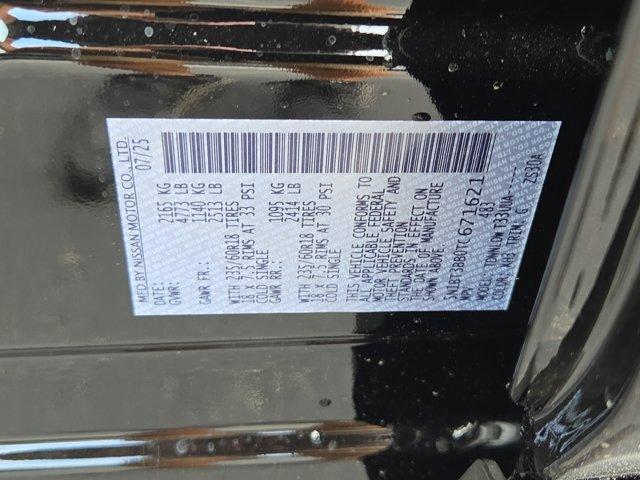 MFD BY NISSAN MOTOR CO., LTD.
DATE: 07/25
GVWR: 2165 KG
4773 LB
GAWR FR.: 1140 KG
2513 LB
WITH 235/60R18 TIRES
18 X 7.5 RIMS AT 33 PSI
COLD SINGLE
GAWR RR.: 1095 KG
2414 LB
WITH 235/60R18 TIRES
18 X 7.5 RIMS AT 30 PSI
COLD SINGLE
THIS VEHICLE CONFORMS TO
ALL APPLICABLE FEDERAL
MOTOR VEHICLE SAFETY AND
THEFT PREVENTION
STANDARDS IN EFFECT ON
THE DATE OF MANUFACTURE
SHOWN ABOVE.
671621
MPV
MODEL:
COLOR: KH3 TRIM: G